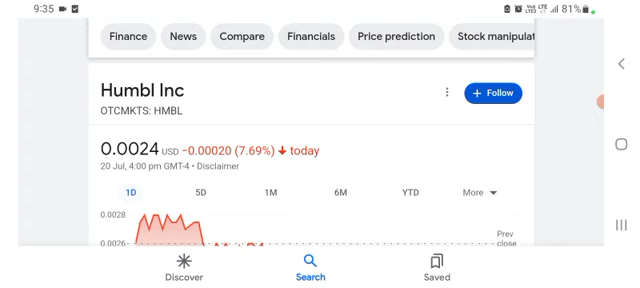 9:35
81%
Finance News Compare Financials Price prediction Stock manipulat
Humbl Inc
OTCMKTS: HMBL
+ Follow
0.0024 USD −0.00020 (7.69%) ↓ today
20 Jul, 4:00 pm GMT-4 • Disclaimer
1D 5D 1M 6M YTD More
0.0028
0.0026
Prev
close
Discover Search Saved